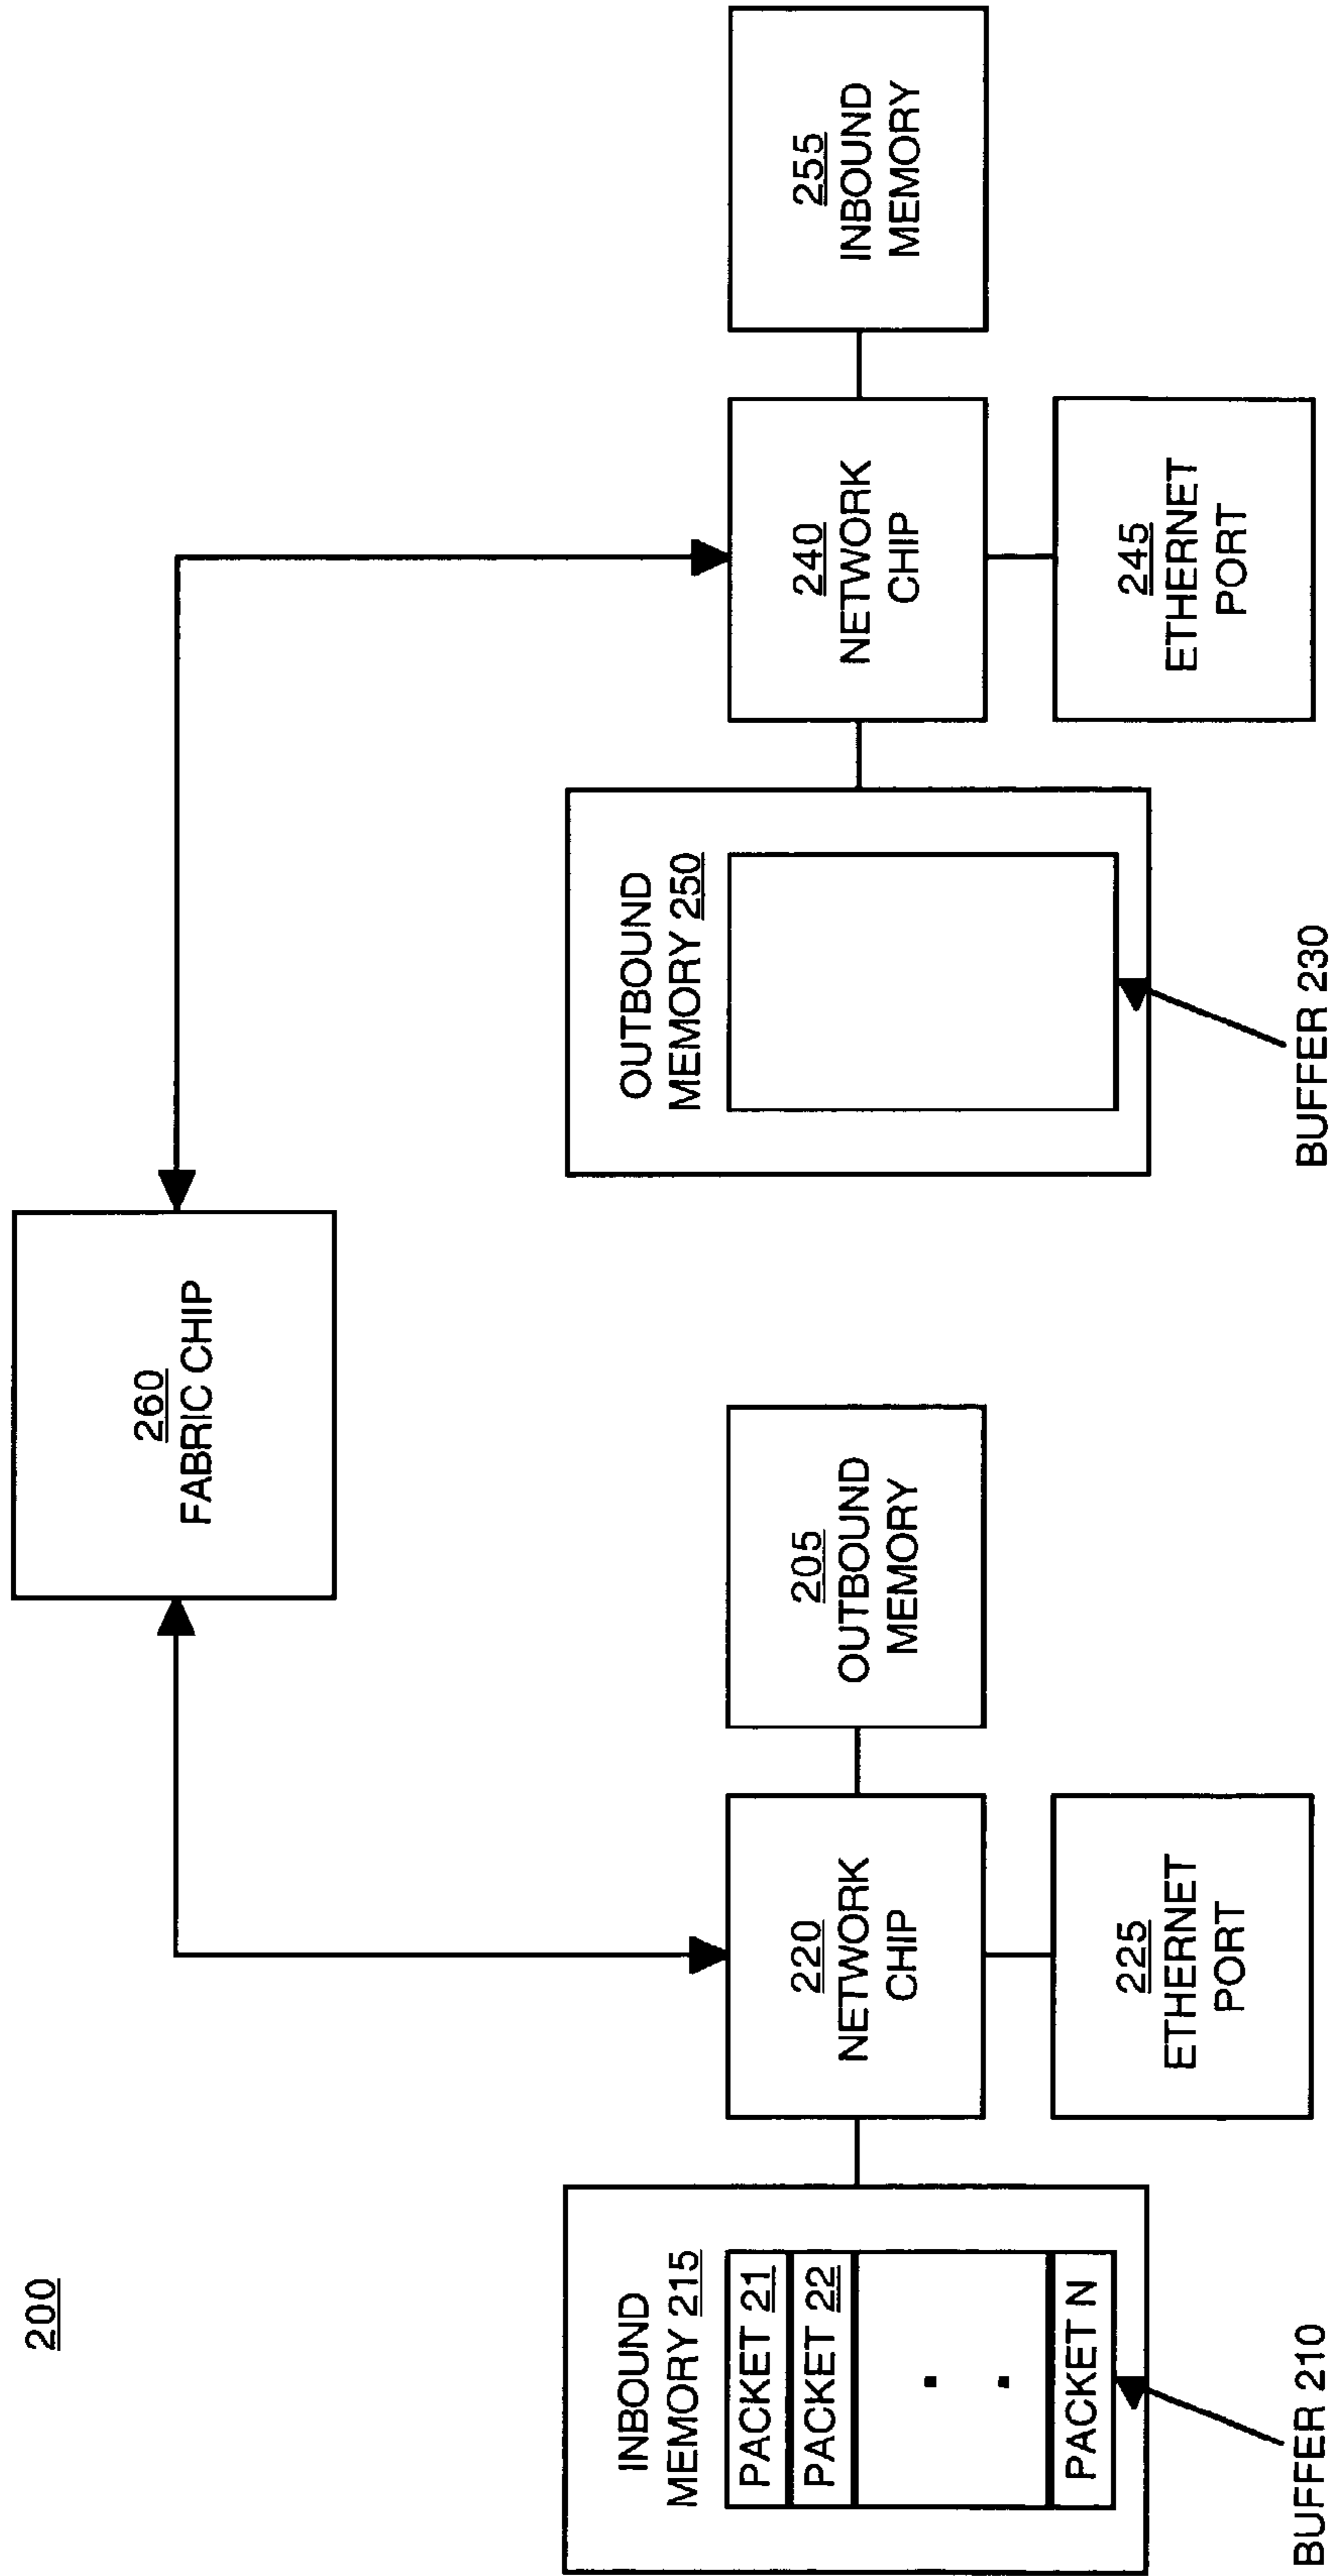 200
260
FABRIC CHIP
INBOUND
MEMORY 215
PACKET 21
PACKET 22
.
.
PACKET N
BUFFER 210
220
NETWORK
CHIP
225
ETHERNET
PORT
205
OUTBOUND
MEMORY
OUTBOUND
MEMORY 250
BUFFER 230
240
NETWORK
CHIP
245
ETHERNET
PORT
255
INBOUND
MEMORY